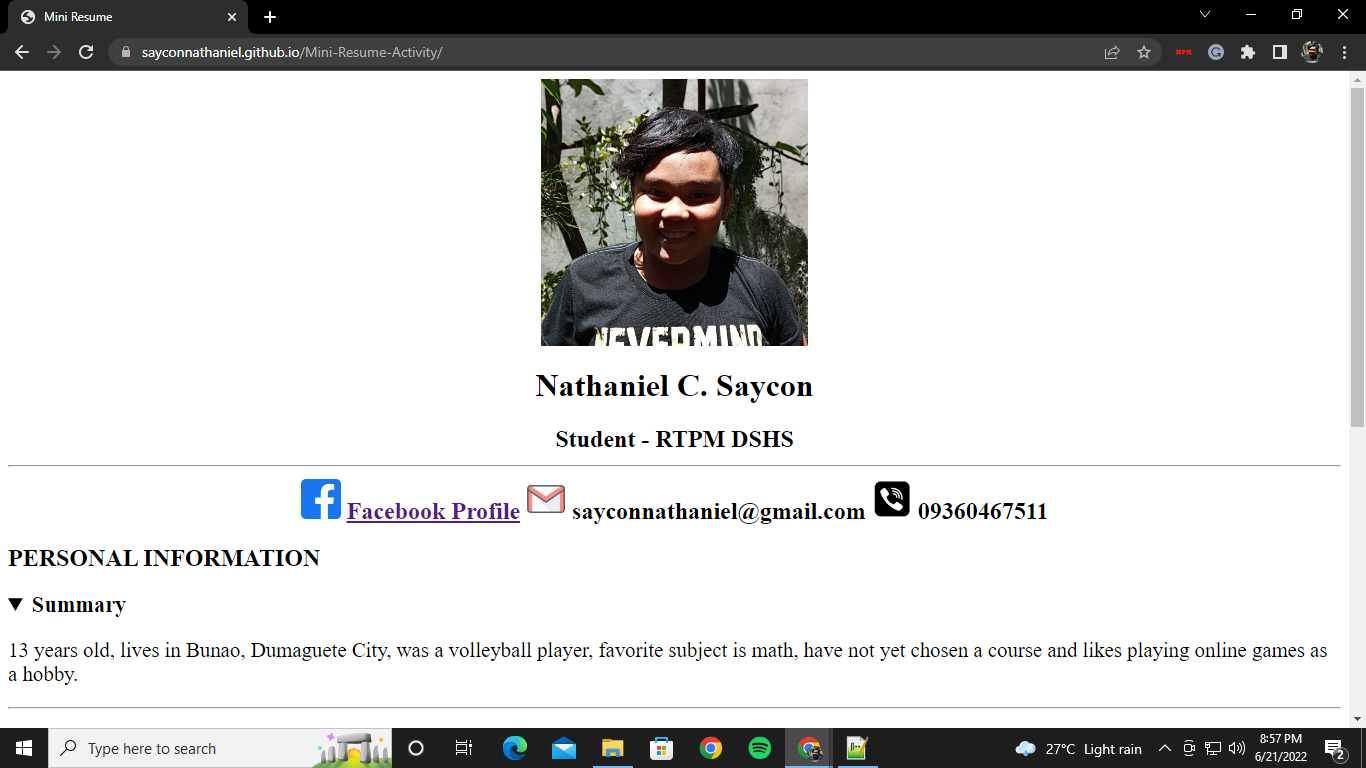 Mini Resume
sayconnathaniel.github.io/Mini-Resume-Activity/
NEVERMIND
Nathaniel C. Saycon
Student - RTPM DSHS
Facebook Profile sayconnathaniel@gmail.com 09360467511
PERSONAL INFORMATION
Summary
13 years old, lives in Bunao, Dumaguete City, was a volleyball player, favorite subject is math, have not yet chosen a course and likes playing online games as
a hobby.
Type here to search
27°C Light rain
8:57 PM
6/21/2022
2